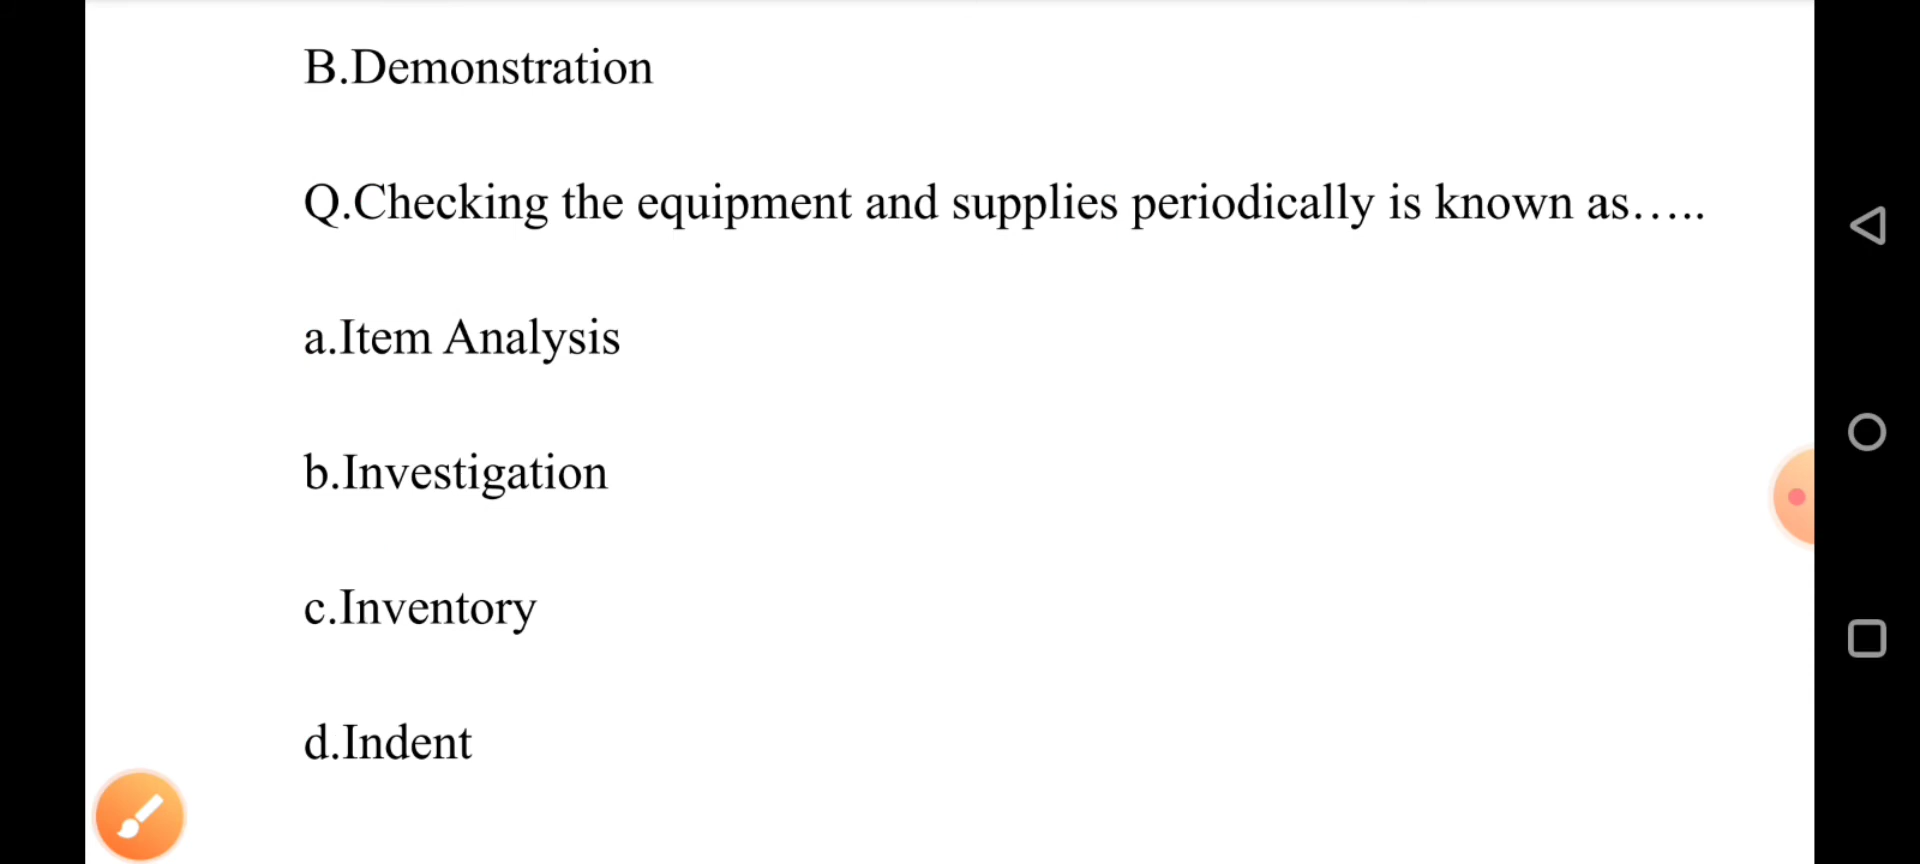 B.Demonstration
Q.Checking the equipment and supplies periodically is known as.....
a.Item Analysis
b.Investigation
c.Inventory
d.Indent